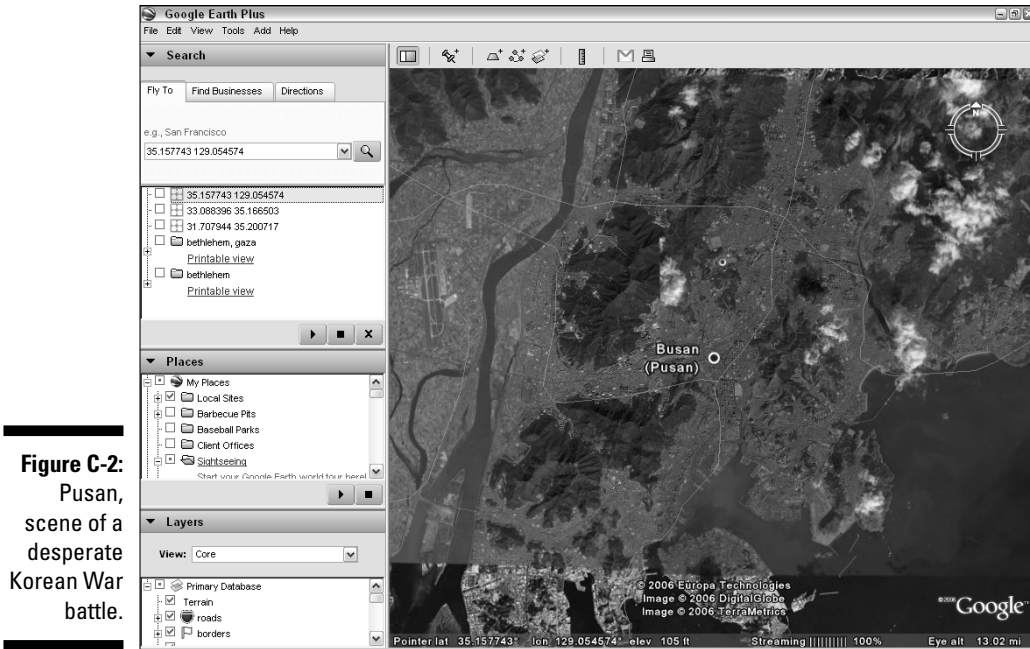 Google Earth Plus
File Edit View Tools Add Help
Search
Fly To Find Businesses Directions
e.g., San Francisco
35.157743 129.054574
35.157743 129.054574
33.088396 35.166503
31.707944 35.200717
bethlehem, gaza
Printable view
bethlehem
Printable view
Places
My Places
Local Sites
Barbecue Pits
Baseball Parks
Client Offices
Sightseeing
Start your Google Earth world tour here!
Layers
View: Core
Primary Database
Terrain
roads
borders
N
Busan
(Pusan)
© 2006 Europa Technologies
Image © 2006 DigitalGlobe
Image © 2006 TerraMetrics
©2006 Google™
Pointer lat 35.157743° lon 129.054574° elev 105 ft Streaming |||||||||| 100% Eye alt 13.02 mi
Figure C-2:
Pusan,
scene of a
desperate
Korean War
battle.